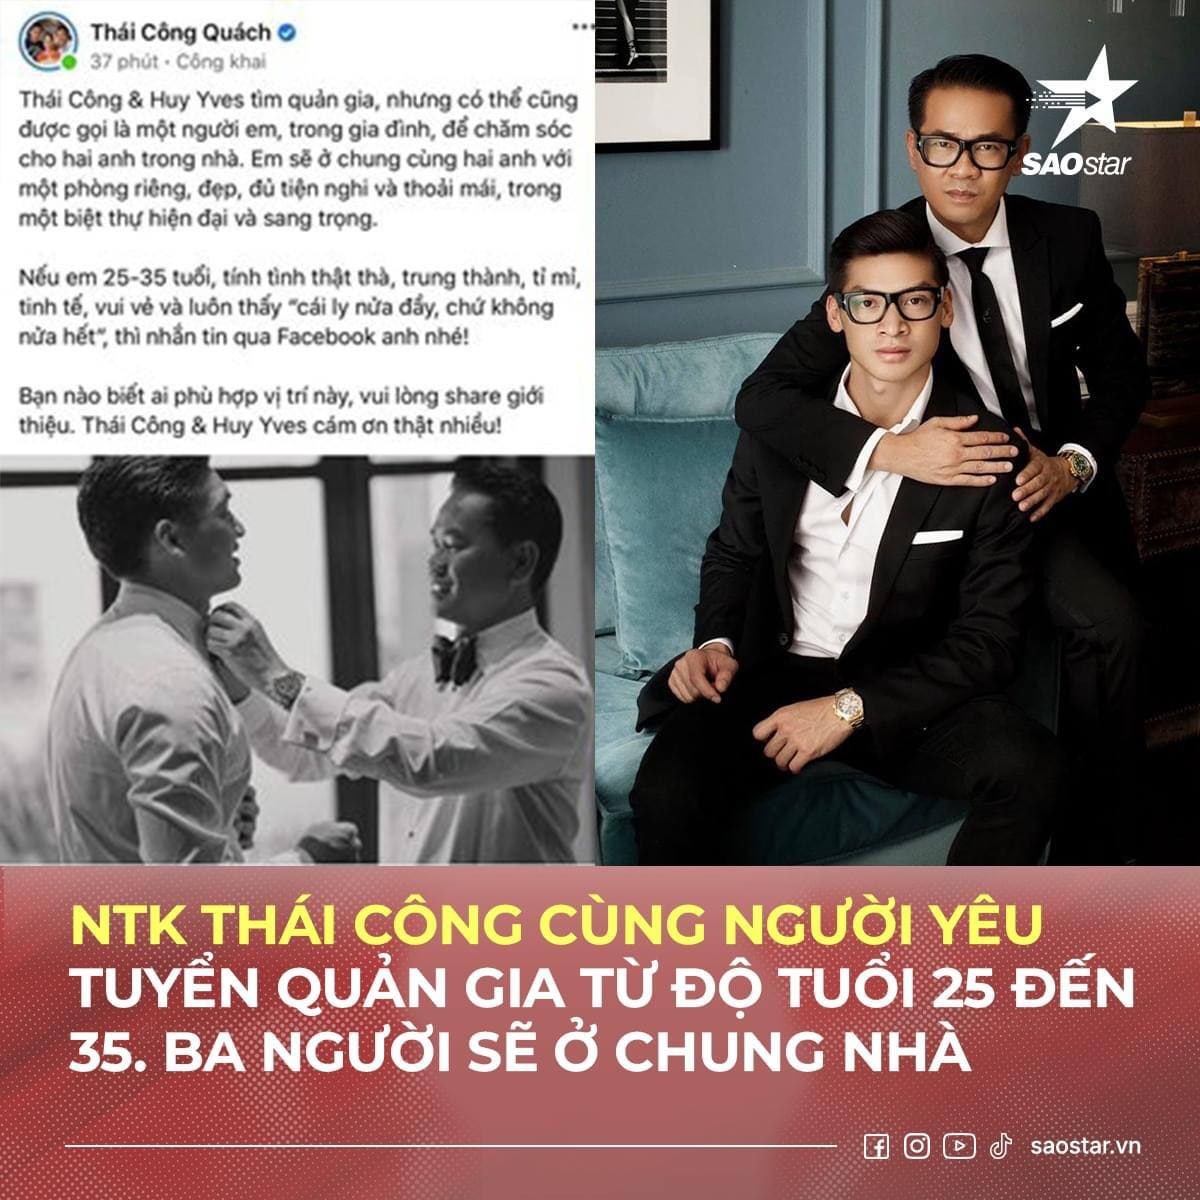 Thái Công Quách
37 phút · Công khai
Thái Công & Huy Yves tìm quản gia, nhưng có thể cũng
được gọi là một người em, trong gia đình, để chăm sóc
cho hai anh trong nhà. Em sẽ ở chung cùng hai anh với
một phòng riêng, đẹp, đủ tiện nghi và thoải mái, trong
một biệt thự hiện đại và sang trọng.
Nếu em 25-35 tuổi, tính tình thật thà, trung thành, tỉ mỉ,
tinh tế, vui vẻ và luôn thấy "cái ly nửa đầy, chứ không
nửa hết", thì nhắn tin qua Facebook anh nhé!
Bạn nào biết ai phù hợp vị trí này, vui lòng share giới
thiệu. Thái Công & Huy Yves cám ơn thật nhiều!
SAOstar
NTK THÁI CÔNG CÙNG NGƯỜI YÊU
TUYỂN QUẢN GIA TỪ ĐỘ TUỔI 25 ĐẾN
35. BA NGƯỜI SẼ Ở CHUNG NHÀ
saostar.vn